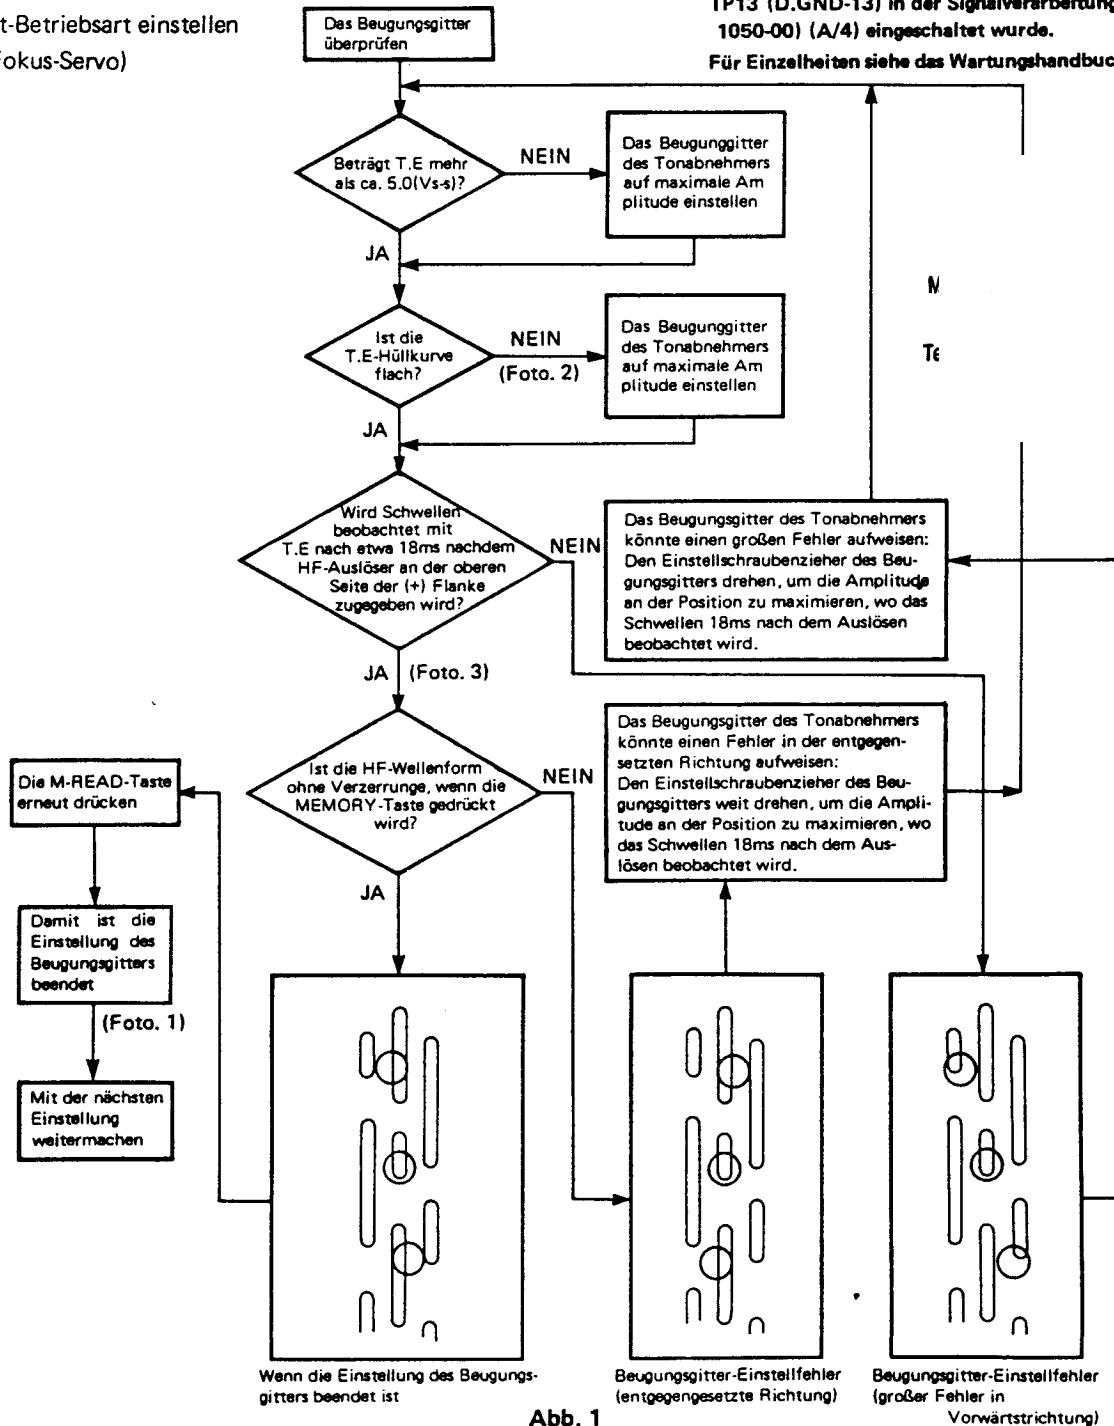 t-Betriebsart einstellen
okus-Servo)
TP13 (D.GND-13) in der Signalverarbeitung
1050-00) (A/4) eingeschaltet wurde.
Für Einzelheiten siehe das Wartungshandbuc
Das Beugungsgitter
überprüfen
Beträgt T.E mehr
als ca. 5.0(Vs-s)?
NEIN
Das Beugunggitter
des Tonabnehmers
auf maximale Am
plitude einstellen
JA
Ist die
T.E-Hüllkurve
flach?
NEIN
(Foto. 2)
Das Beugunggitter
des Tonabnehmers
auf maximale Am
plitude einstellen
M
Te
JA
Wird Schwellen
beobachtet mit
T.E nach etwa 18ms nachdem
HF-Auslöser an der oberen
Seite der (+) Flanke
zugegeben wird?
NEIN
Das Beugungsgitter des Tonabnehmers
könnte einen großen Fehler aufweisen:
Den Einstellschraubenzieher des Beu-
gungsgitters drehen, um die Amplitude
an der Position zu maximieren, wo das
Schwellen 18ms nach dem Auslösen
beobachtet wird.
JA (Foto. 3)
Ist die HF-Wellenform
ohne Verzerrunge, wenn die
MEMORY-Taste gedrückt
wird?
NEIN
Das Beugungsgitter des Tonabnehmers
könnte einen Fehler in der entgegen-
setzten Richtung aufweisen:
Den Einstellschraubenzieher des Beu-
gungsgitters weit drehen, um die Ampli-
tude an der Position zu maximieren, wo
das Schwellen 18ms nach dem Aus-
lösen beobachtet wird.
Die M-READ-Taste
erneut drücken
JA
Damit ist die
Einstellung des
Beugungsgitters
beendet
(Foto. 1)
Mit der nächsten
Einstellung
weitermachen
Wenn die Einstellung des Beugungs-
gitters beendet ist
Beugungsgitter-Einstellfehler
(entgegengesetzte Richtung)
Beugungsgitter-Einstellfehler
(großer Fehler in
Vorwärtstrichtung)
Abb. 1